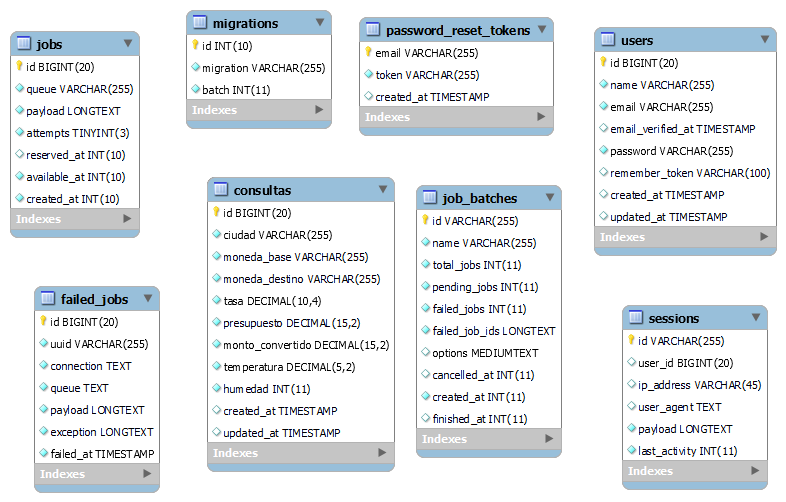 jobs
id BIGINT(20)
queue VARCHAR(255)
payload LONGTEXT
attempts TINYINT(3)
reserved_at INT(10)
available_at INT(10)
created_at INT(10)
Indexes
migrations
id INT(10)
migration VARCHAR(255)
batch INT(11)
Indexes
password_reset_tokens
email VARCHAR(255)
token VARCHAR(255)
created_at TIMESTAMP
Indexes
users
id BIGINT(20)
name VARCHAR(255)
email VARCHAR(255)
email_verified_at TIMESTAMP
password VARCHAR(255)
remember_token VARCHAR(100)
created_at TIMESTAMP
updated_at TIMESTAMP
Indexes
consultas
id BIGINT(20)
ciudad VARCHAR(255)
moneda_base VARCHAR(255)
moneda_destino VARCHAR(255)
tasa DECIMAL(10,4)
presupuesto DECIMAL(15,2)
monto_convertido DECIMAL(15,2)
temperatura DECIMAL(5,2)
humedad INT(11)
created_at TIMESTAMP
updated_at TIMESTAMP
Indexes
job_batches
id VARCHAR(255)
name VARCHAR(255)
total_jobs INT(11)
pending_jobs INT(11)
failed_jobs INT(11)
failed_job_ids LONGTEXT
options MEDIUMTEXT
cancelled_at INT(11)
created_at INT(11)
finished_at INT(11)
Indexes
failed_jobs
id BIGINT(20)
uuid VARCHAR(255)
connection TEXT
queue TEXT
payload LONGTEXT
exception LONGTEXT
failed_at TIMESTAMP
Indexes
sessions
id VARCHAR(255)
user_id BIGINT(20)
ip_address VARCHAR(45)
user_agent TEXT
payload LONGTEXT
last_activity INT(11)
Indexes